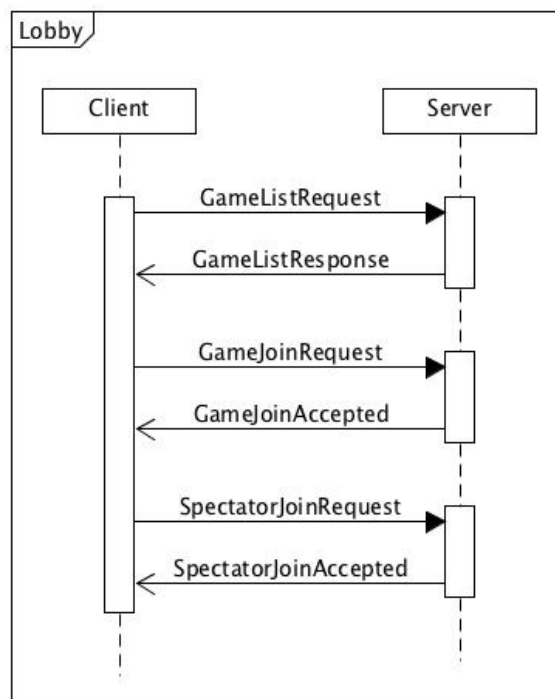 Lobby
Client
Server
GameListRequest
GameListResponse
GameJoinRequest
GameJoinAccepted
SpectatorJoinRequest
SpectatorJoinAccepted